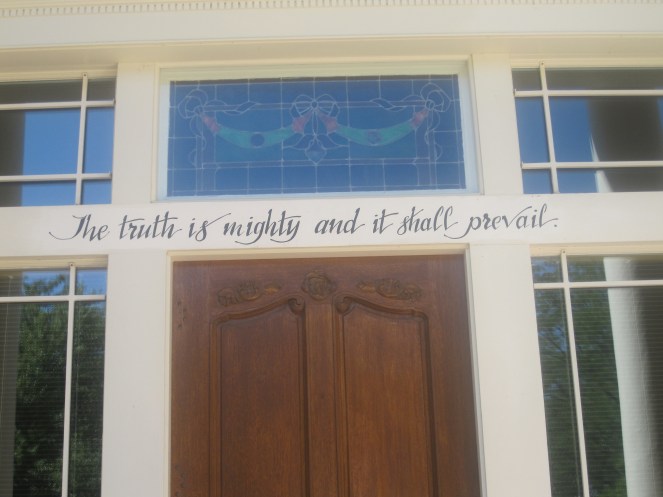 The truth is mighty and it shall prevail.